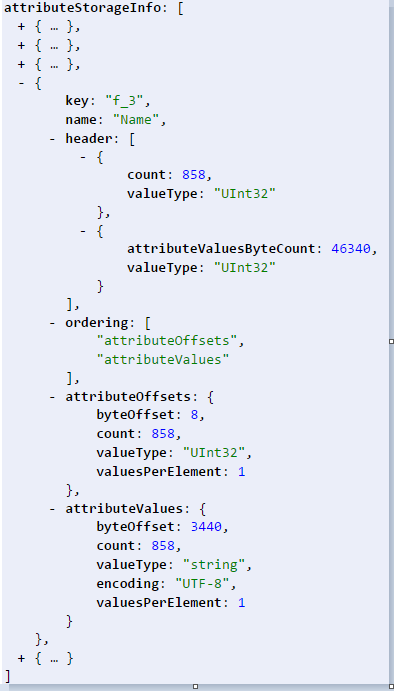 attributeStorageInfo: [
+ { … },
+ { … },
+ { … },
- {
key: "f_3",
name: "Name",
- header: [
- {
count: 858,
valueType: "UInt32"
},
- {
attributeValuesByteCount: 46340,
valueType: "UInt32"
}
],
- ordering: [
"attributeOffsets",
"attributeValues"
],
- attributeOffsets: {
byteOffset: 8,
count: 858,
valueType: "UInt32",
valuesPerElement: 1
},
- attributeValues: {
byteOffset: 3440,
count: 858,
valueType: "string",
encoding: "UTF-8",
valuesPerElement: 1
}
},
+ { … }
]